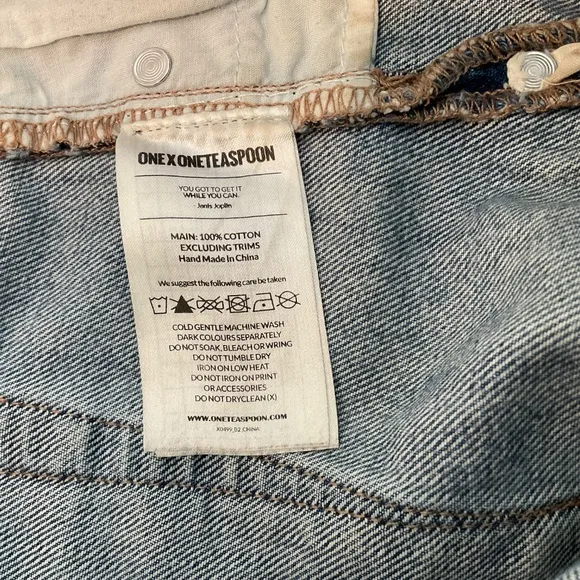 ONEXONETEASPOON
YOU GOT TO GET IT
WHILE YOU CAN.
Janis Joplin
MAIN: 100% COTTON
EXCLUDING TRIMS
Hand Made in China
We suggest the following care be taken
COLD GENTLE MACHINE WASH
DARK COLOURS SEPARATELY
DO NOT SOAK, BLEACH OR WRING
DO NOT TUMBLE DRY
IRON ON LOW HEAT
DO NOT IRON ON PRINT
OR ACCESSORIES
DO NOT DRYCLEAN (X)
WWW.ONETEASPOON.COM
X0499_02 CHINA